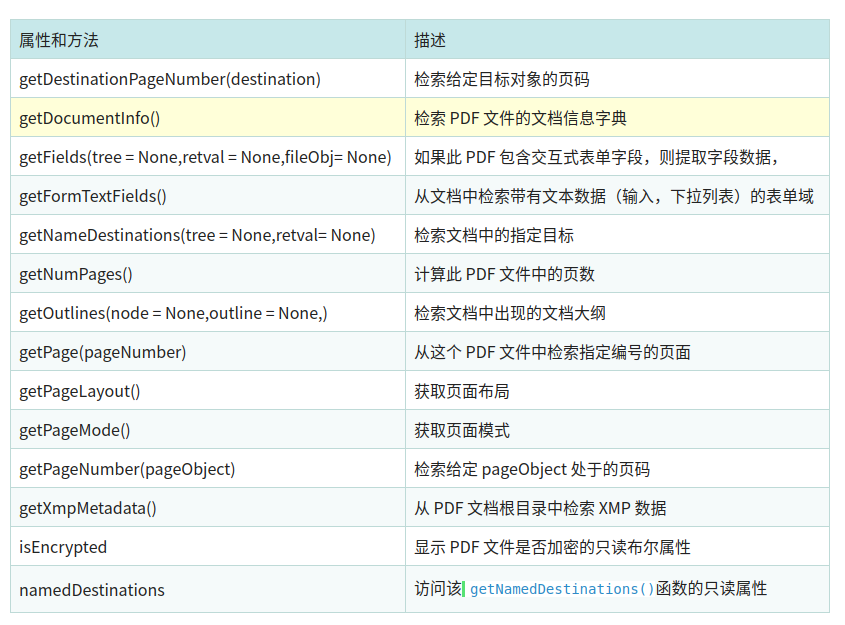 属性和方法 描述
getDestinationPageNumber(destination) 检索给定目标对象的页码
getDocumentInfo() 检索 PDF 文件的文档信息字典
getFields(tree = None,retval = None,fileObj= None) 如果此 PDF 包含交互式表单字段，则提取字段数据，
getFormTextFields() 从文档中检索带有文本数据（输入，下拉列表）的表单域
getNameDestinations(tree = None,retval= None) 检索文档中的指定目标
getNumPages() 计算此 PDF 文件中的页数
getOutlines(node = None,outline = None,) 检索文档中出现的文档大纲
getPage(pageNumber) 从这个 PDF 文件中检索指定编号的页面
getPageLayout() 获取页面布局
getPageMode() 获取页面模式
getPageNumber(pageObject) 检索给定 pageObject 处于的页码
getXmpMetadata() 从 PDF 文档根目录中检索 XMP 数据
isEncrypted 显示 PDF 文件是否加密的只读布尔属性
namedDestinations 访问该 getNamedDestinations()函数的只读属性